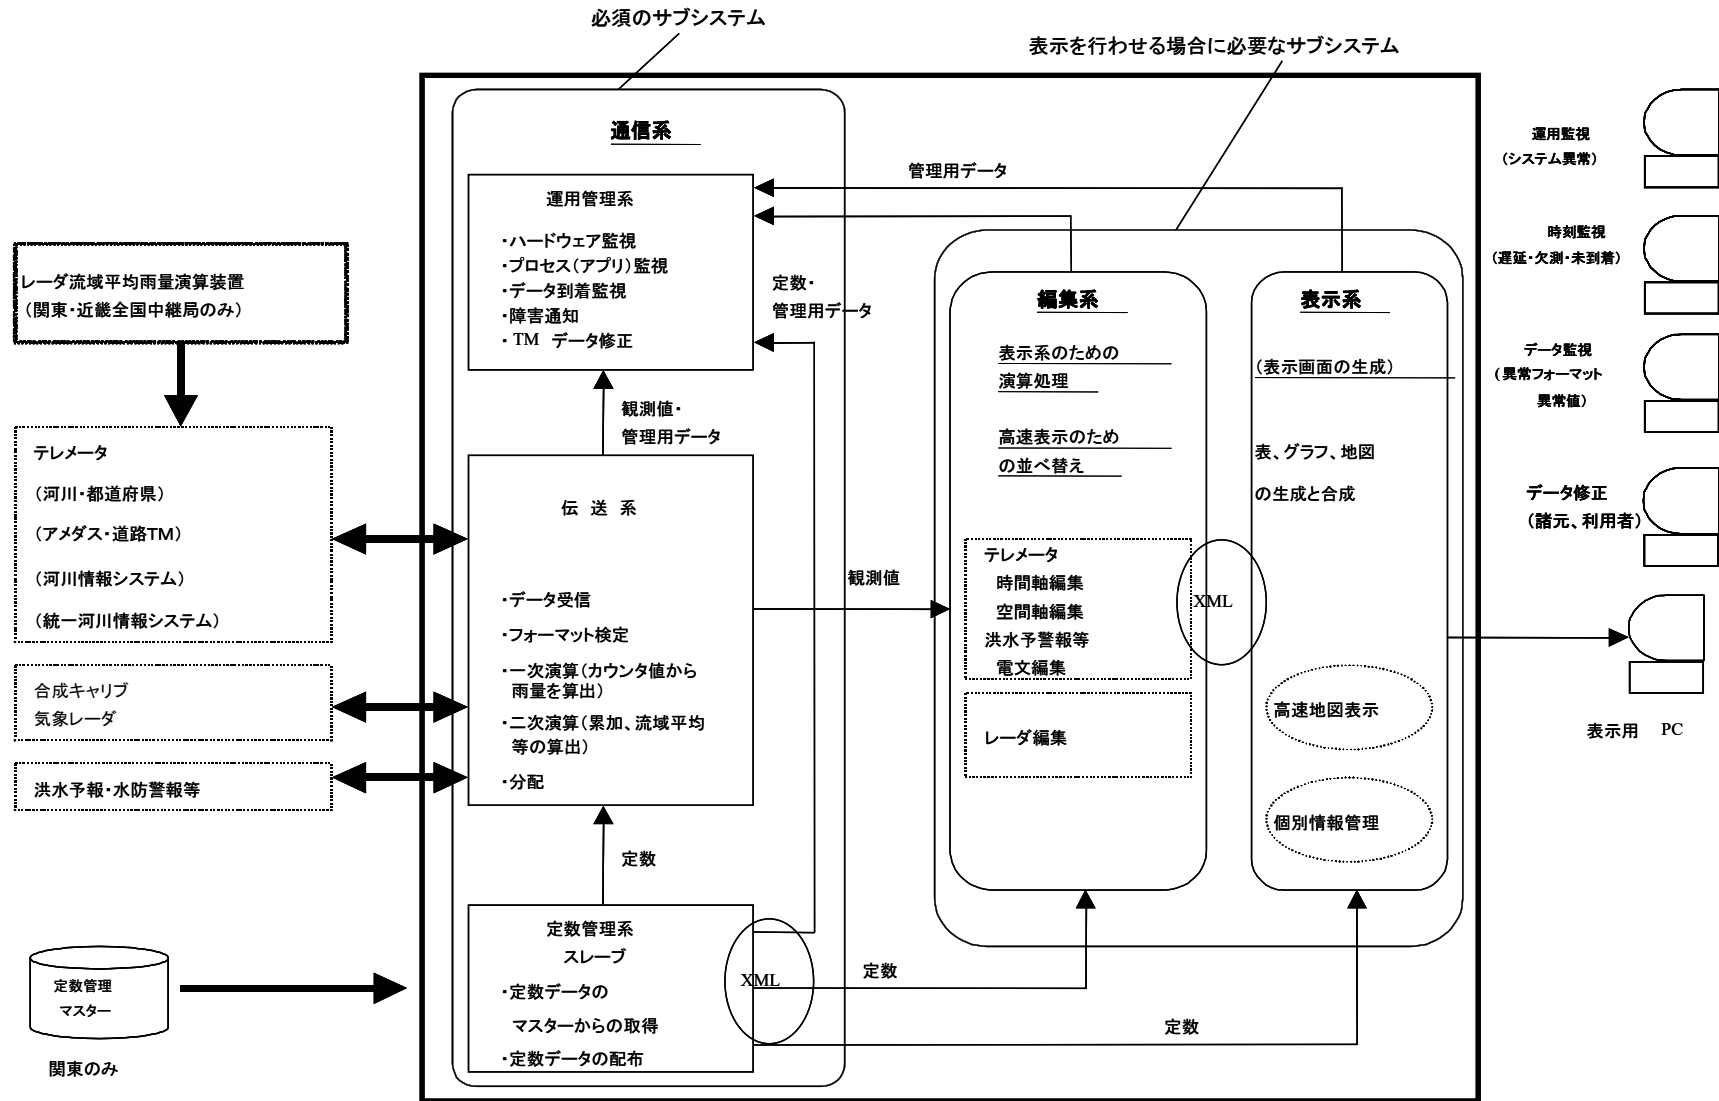 必須のサブシステム
表示を行わせる場合に必要なサブシステム
レーダ流域平均雨量演算装置
（関東・近畿全国中継局のみ）
テレメータ
（河川・都道府県）
（アメダス・道路TM）
（河川情報システム）
（統一河川情報システム）
合成キャリブ
気象レーダ
洪水予報・水防警報等
定数管理
マスター
関東のみ
通信系
運用管理系
・ハードウェア監視
・プロセス（アプリ）監視
・データ到着監視
・障害通知
・TM データ修正
観測値・
管理用データ
伝 送 系
・データ受信
・フォーマット検定
・一次演算（カウンタ値から
雨量を算出）
・二次演算（累加、流域平均
等の算出）
・分配
定数
定数管理系
スレーブ
・定数データの
マスターからの取得
・定数データの配布
XML
管理用データ
定数・
管理用データ
観測値
定数
定数
編集系
表示系のための
演算処理
高速表示のため
の並べ替え
テレメータ
時間軸編集
空間軸編集
洪水予警報等
電文編集
レーダ編集
XML
表示系
（表示画面の生成）
表、グラフ、地図
の生成と合成
高速地図表示
個別情報管理
運用監視
（システム異常）
時刻監視
（遅延・欠測・未到着）
データ監視
（異常フォーマット
異常値）
データ修正
（諸元、利用者）
表示用 PC